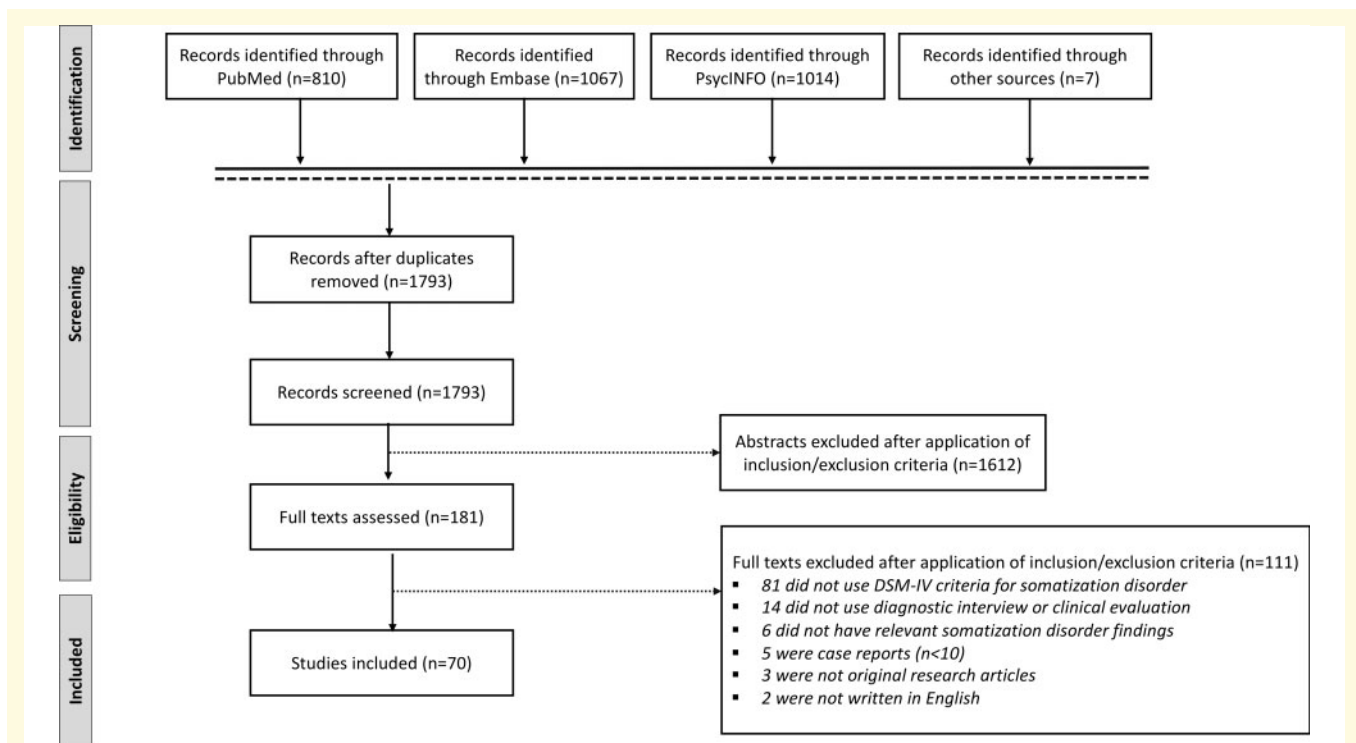 Identification
Records identified through
PubMed (n=810)
Records identified
through Embase (n=1067)
Records identified through
PsycINFO (n=1014)
Records identified through
other sources (n=7)
Screening
Records after duplicates
removed (n=1793)
Records screened (n=1793)
Abstracts excluded after application of
inclusion/exclusion criteria (n=1612)
Eligibility
Full texts assessed (n=181)
Full texts excluded after application of inclusion/exclusion criteria (n=111)
▪ 81 did not use DSM-IV criteria for somatization disorder
▪ 14 did not use diagnostic interview or clinical evaluation
▪ 6 did not have relevant somatization disorder findings
▪ 5 were case reports (n<10)
▪ 3 were not original research articles
▪ 2 were not written in English
Included
Studies included (n=70)